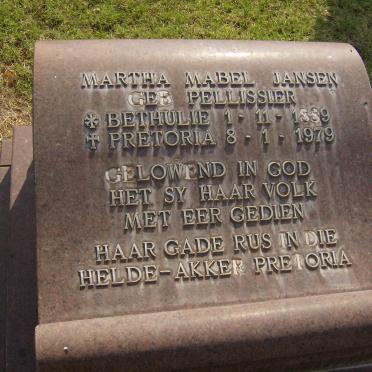 MARTHA MABEL JANSEN
GEB PELLISSIER
* BETHULIE 1-11-1889
† PRETORIA 8-1-1979
GELOWEND IN GOD
HET SY HAAR VOLK
MET EER GEDIEN
HAAR GADE RUS IN DIE
HELDE-AKKER PRETORIA